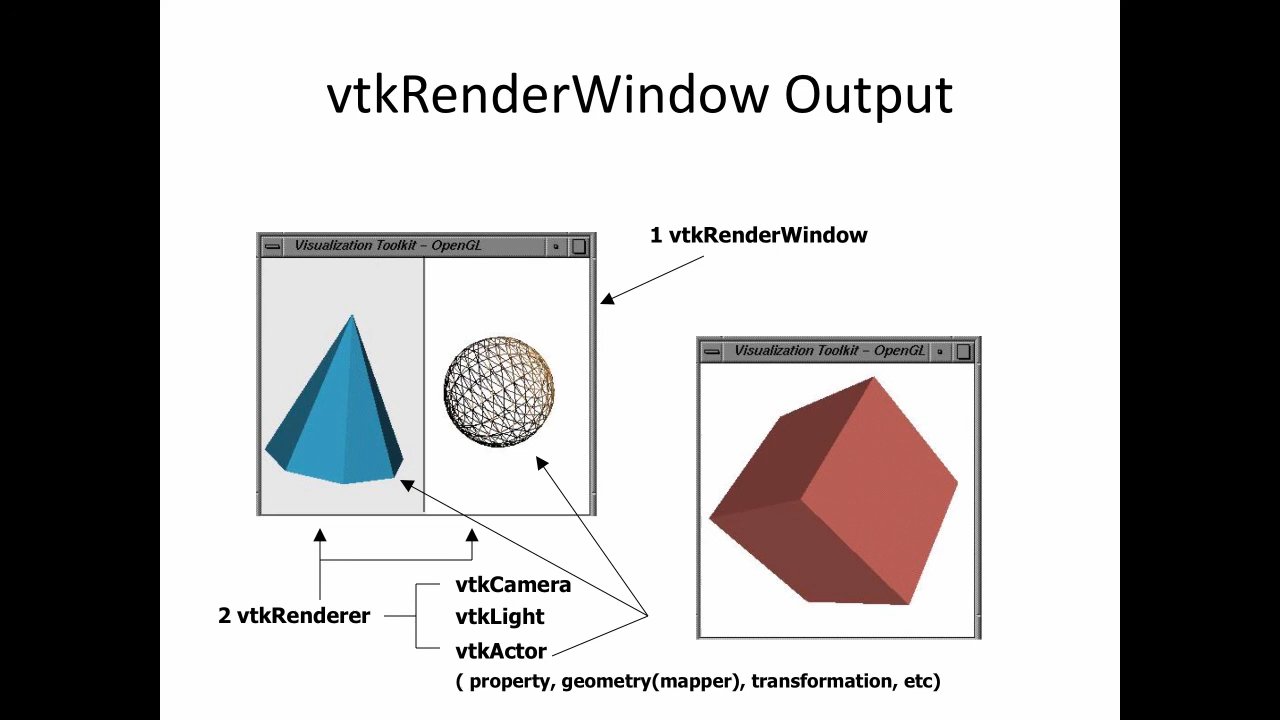 vtkRenderWindow Output
1 vtkRenderWindow
Visualization Toolkit – OpenGL
Visualization Toolkit – OpenGL
2 vtkRenderer
vtkCamera
vtkLight
vtkActor
( property, geometry(mapper), transformation, etc)